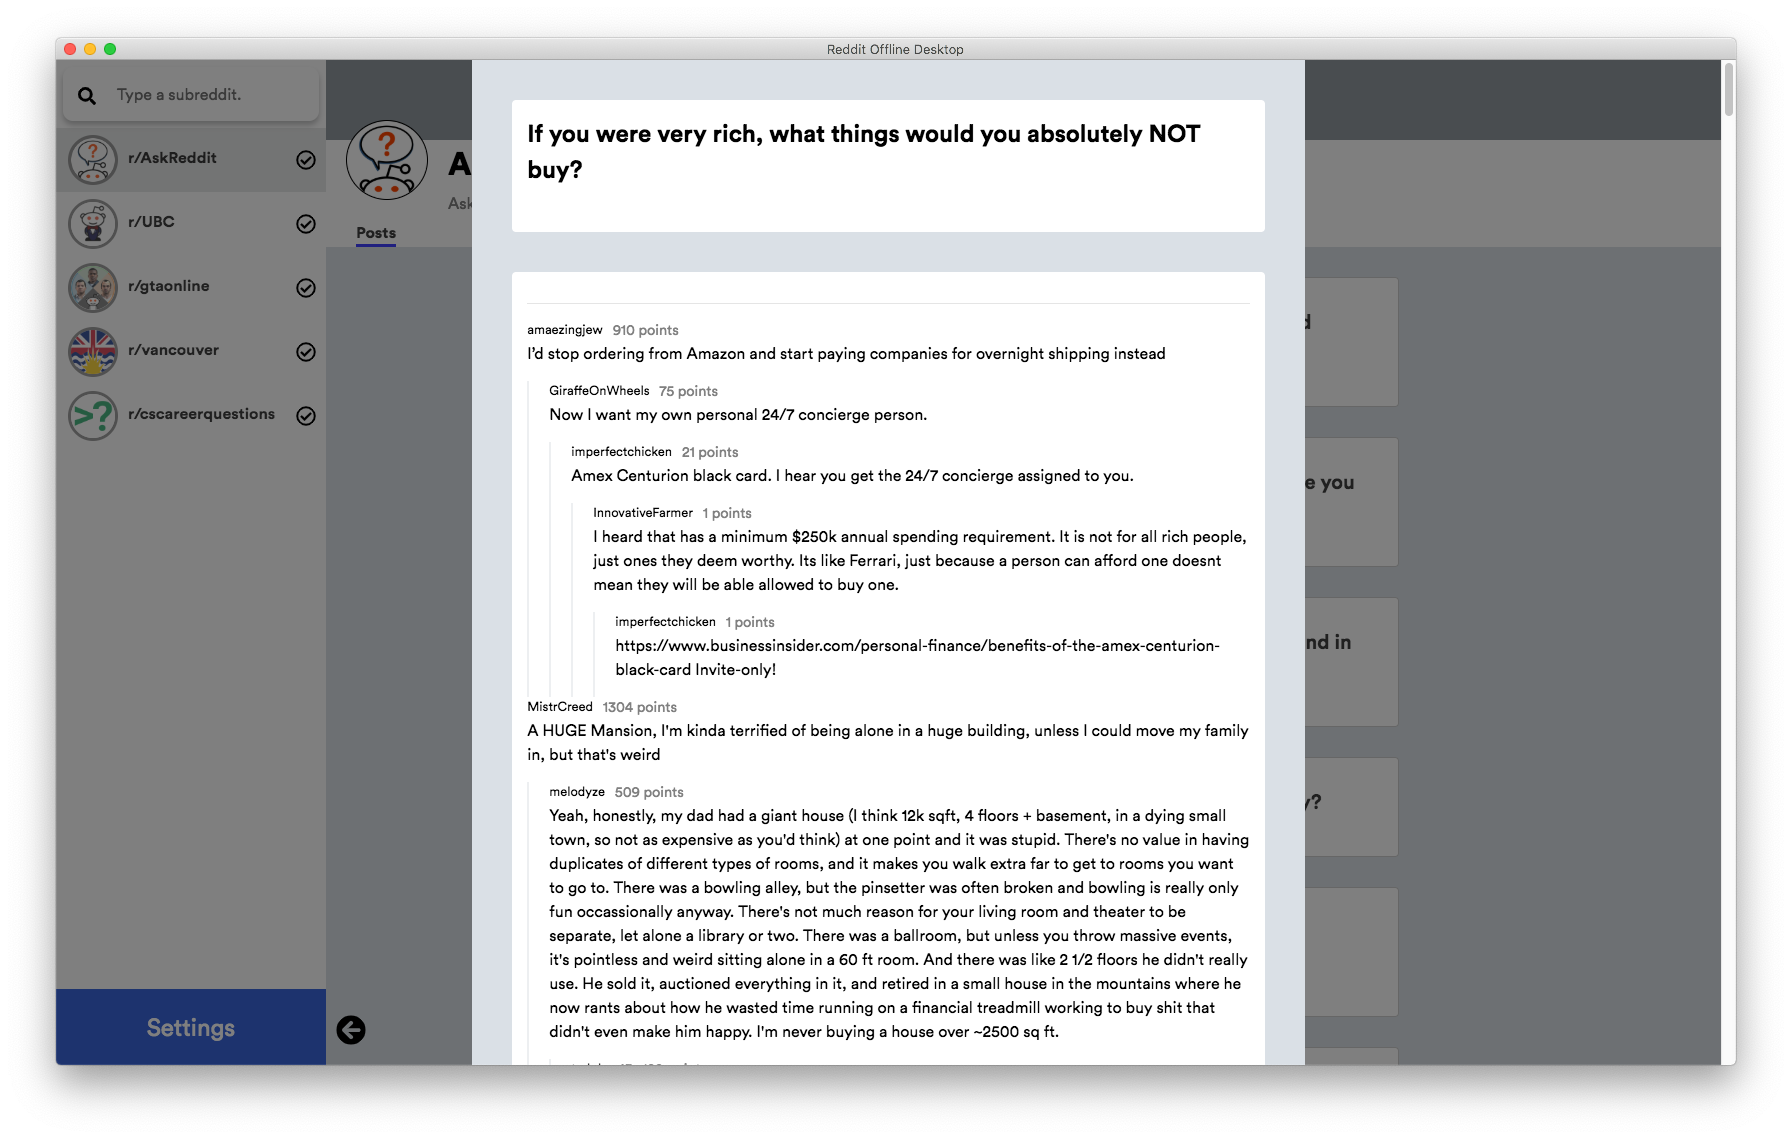 Reddit Offline Desktop
Type a subreddit.
r/AskReddit
r/UBC
r/gtaonline
r/vancouver
>?
r/cscareerquestions
Settings
?
A
Ask
Posts
If you were very rich, what things would you absolutely NOT
buy?
amaezingjew 910 points
I'd stop ordering from Amazon and start paying companies for overnight shipping instead
GiraffeOnWheels 75 points
Now I want my own personal 24/7 concierge person.
imperfectchicken 21 points
Amex Centurion black card. I hear you get the 24/7 concierge assigned to you.
InnovativeFarmer 1 points
I heard that has a minimum $250k annual spending requirement. It is not for all rich people,
just ones they deem worthy. Its like Ferrari, just because a person can afford one doesnt
mean they will be able allowed to buy one.
imperfectchicken 1 points
https://www.businessinsider.com/personal-finance/benefits-of-the-amex-centurion-
black-card Invite-only!
MistrCreed 1304 points
A HUGE Mansion, I'm kinda terrified of being alone in a huge building, unless I could move my family
in, but that's weird
melodyze 509 points
Yeah, honestly, my dad had a giant house (I think 12k sqft, 4 floors + basement, in a dying small
town, so not as expensive as you'd think) at one point and it was stupid. There's no value in having
duplicates of different types of rooms, and it makes you walk extra far to get to rooms you want
to go to. There was a bowling alley, but the pinsetter was often broken and bowling is really only
fun occassionally anyway. There's not much reason for your living room and theater to be
separate, let alone a library or two. There was a ballroom, but unless you throw massive events,
it's pointless and weird sitting alone in a 60 ft room. And there was like 2 1/2 floors he didn't really
use. He sold it, auctioned everything in it, and retired in a small house in the mountains where he
now rants about how he wasted time running on a financial treadmill working to buy shit that
didn't even make him happy. I'm never buying a house over ~2500 sq ft.
e you
nd in
y?